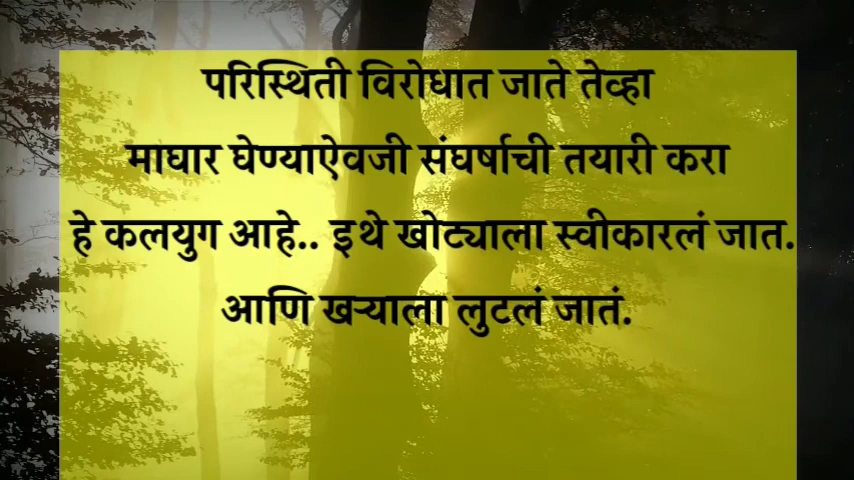 परिस्थिती विरोधात जाते तेव्हा
माघार घेण्याऐवजी संघर्षाची तयारी करा
हे कलयुग आहे.. इथे खोट्याला स्वीकारलं जात.
आणि खऱ्याला लुटलं जातं.